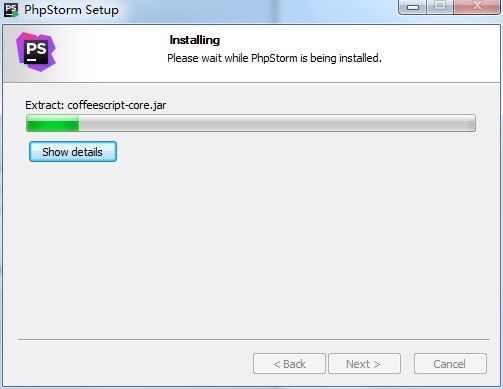 PS PhpStorm Setup
PS
Installing
Please wait while PhpStorm is being installed.
Extract: coffeescript-core.jar
Show details
< Back
Next >
Cancel